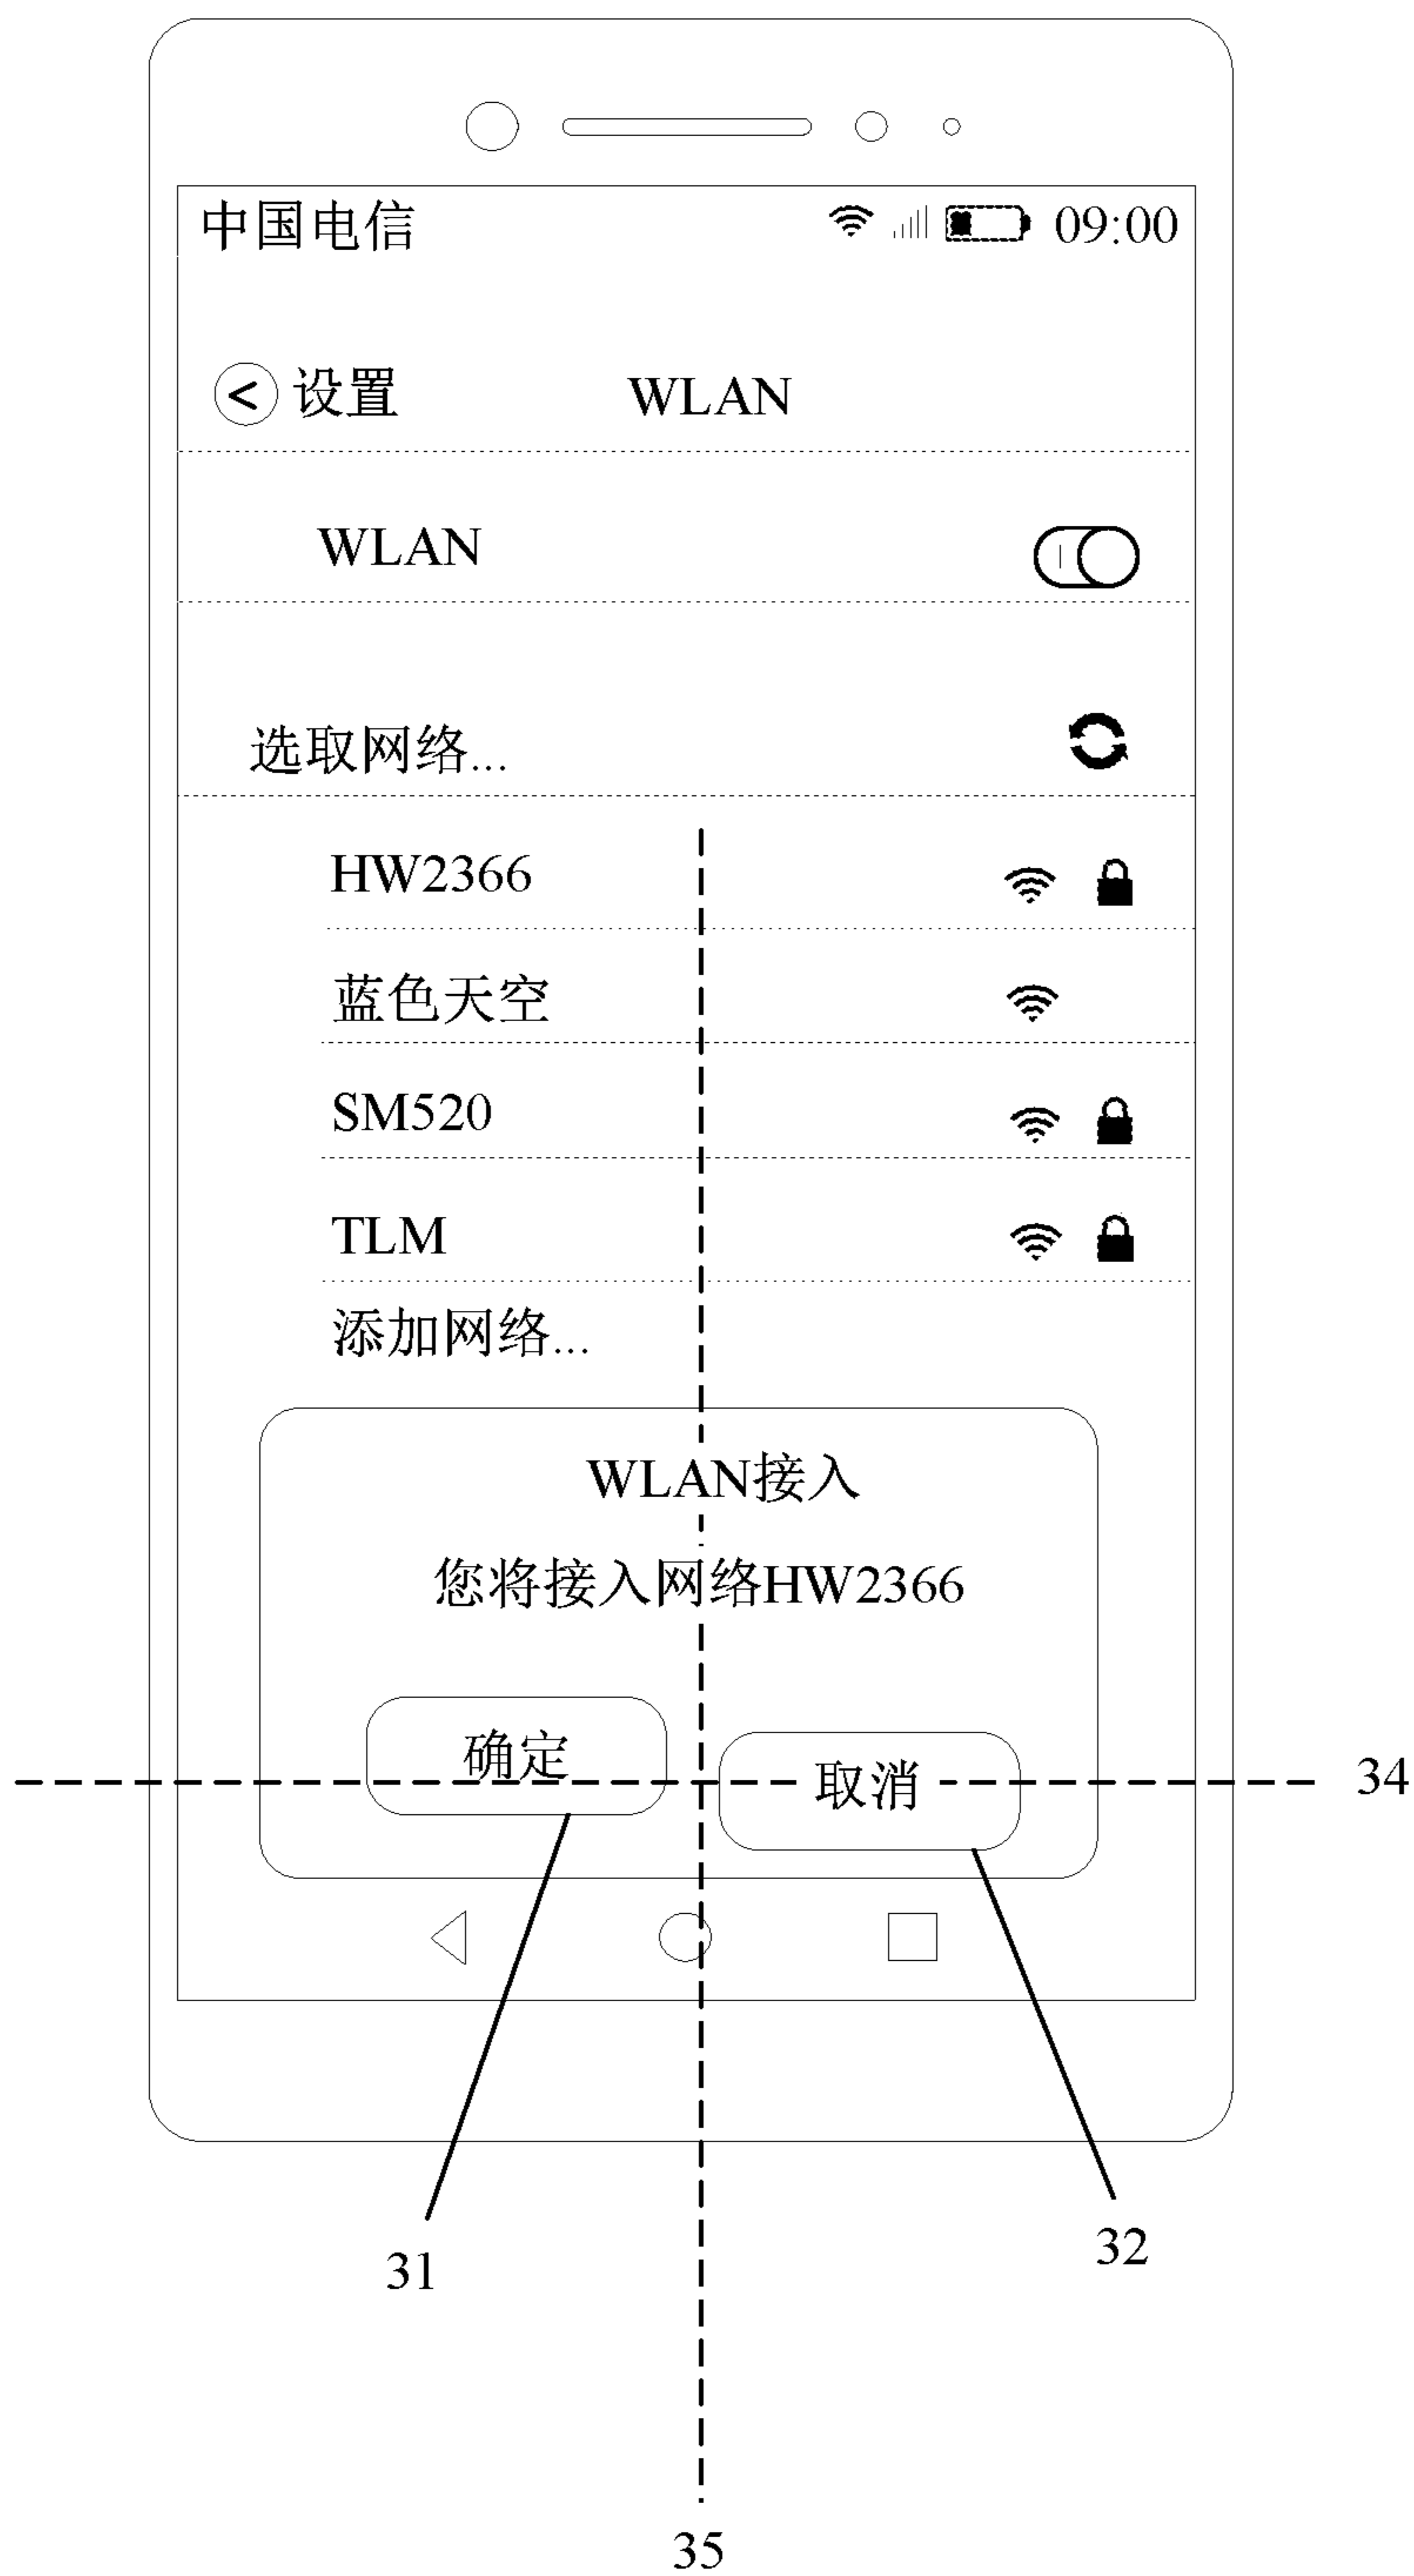 中国电信 09:00
< 设置 WLAN
WLAN
选取网络...
HW2366
蓝色天空
SM520
TLM
添加网络...
WLAN接入
您将接入网络HW2366
确定
取消
34
31
32
35